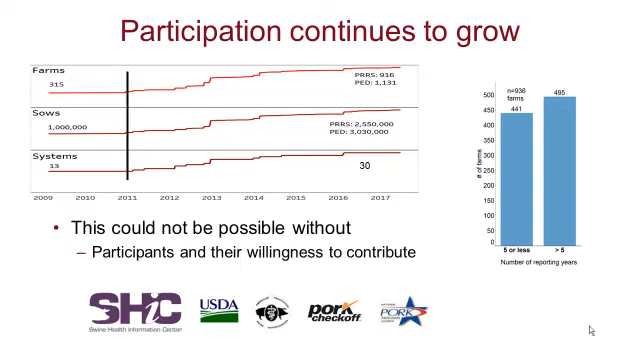 Participation continues to grow
Farms
315
PRRS: 916
PED: 1,131
Sows
1,000,000
PRRS: 2,550,000
PED: 3,030,000
Systems
13
30
2009 2010 2011 2012 2013 2014 2015 2016 2017
n=936
farms
441
495
500
450
400
350
300
250
200
150
100
50
0
# of farms
5 or less > 5
Number of reporting years
• This could not be possible without
– Participants and their willingness to contribute
SHiC
Swine Health Information Center
USDA
pork
checkoff
NATIONAL
PORK